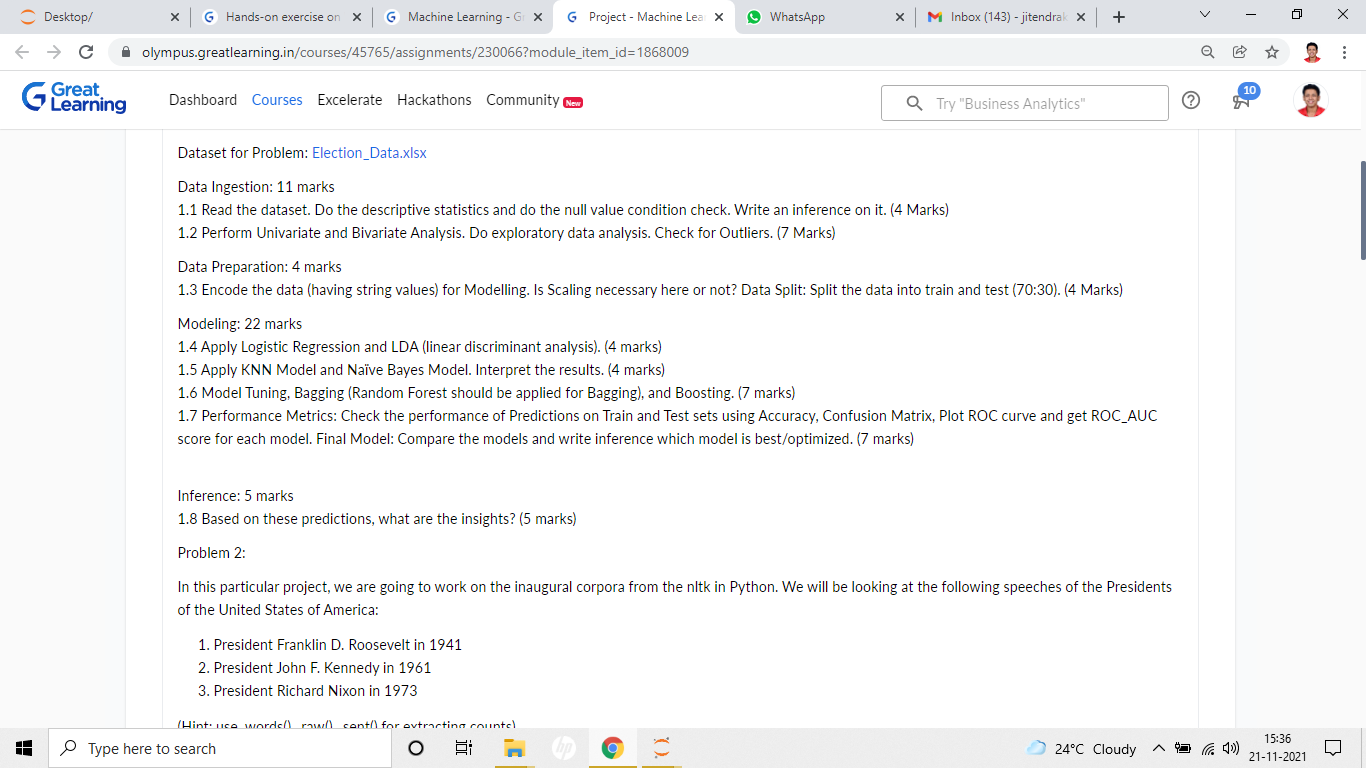 Desktop/
Hands-on exercise on
Machine Learning - G
Project - Machine Lea
WhatsApp
Inbox (143) - jitendrak
olympus.greatlearning.in/courses/45765/assignments/230066?module_item_id=1868009
Great Learning
Dashboard Courses Excelerate Hackathons Community New
Try "Business Analytics"
10
Dataset for Problem: Election_Data.xlsx
Data Ingestion: 11 marks
1.1 Read the dataset. Do the descriptive statistics and do the null value condition check. Write an inference on it. (4 Marks)
1.2 Perform Univariate and Bivariate Analysis. Do exploratory data analysis. Check for Outliers. (7 Marks)
Data Preparation: 4 marks
1.3 Encode the data (having string values) for Modelling. Is Scaling necessary here or not? Data Split: Split the data into train and test (70:30). (4 Marks)
Modeling: 22 marks
1.4 Apply Logistic Regression and LDA (linear discriminant analysis). (4 marks)
1.5 Apply KNN Model and Naïve Bayes Model. Interpret the results. (4 marks)
1.6 Model Tuning, Bagging (Random Forest should be applied for Bagging), and Boosting. (7 marks)
1.7 Performance Metrics: Check the performance of Predictions on Train and Test sets using Accuracy, Confusion Matrix, Plot ROC curve and get ROC_AUC
score for each model. Final Model: Compare the models and write inference which model is best/optimized. (7 marks)
Inference: 5 marks
1.8 Based on these predictions, what are the insights? (5 marks)
Problem 2:
In this particular project, we are going to work on the inaugural corpora from the nltk in Python. We will be looking at the following speeches of the Presidents
of the United States of America:
1. President Franklin D. Roosevelt in 1941
2. President John F. Kennedy in 1961
3. President Richard Nixon in 1973
(Hint: use .words(), .raw(), .sent() for extracting counts)
Type here to search
hp
24°C Cloudy
15:36
21-11-2021